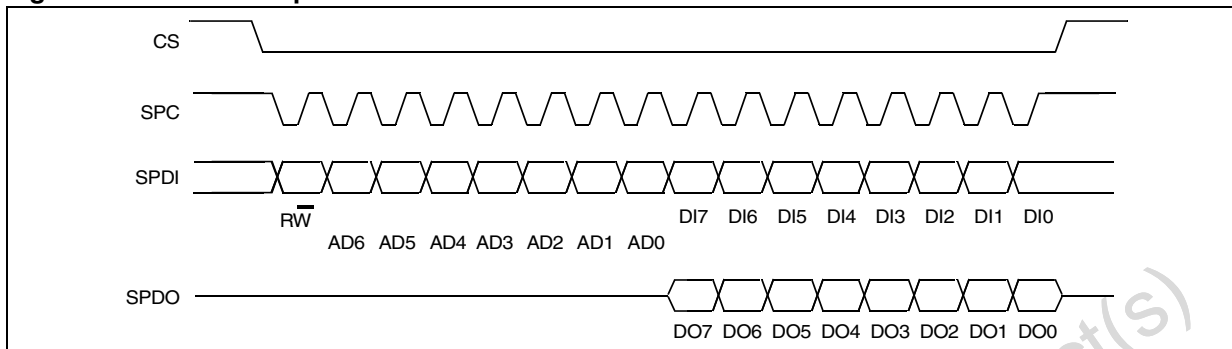 CS
SPC
SPDI
RW̅ DI7 DI6 DI5 DI4 DI3 DI2 DI1 DI0
AD6 AD5 AD4 AD3 AD2 AD1 AD0
SPDO
DO7 DO6 DO5 DO4 DO3 DO2 DO1 DO0